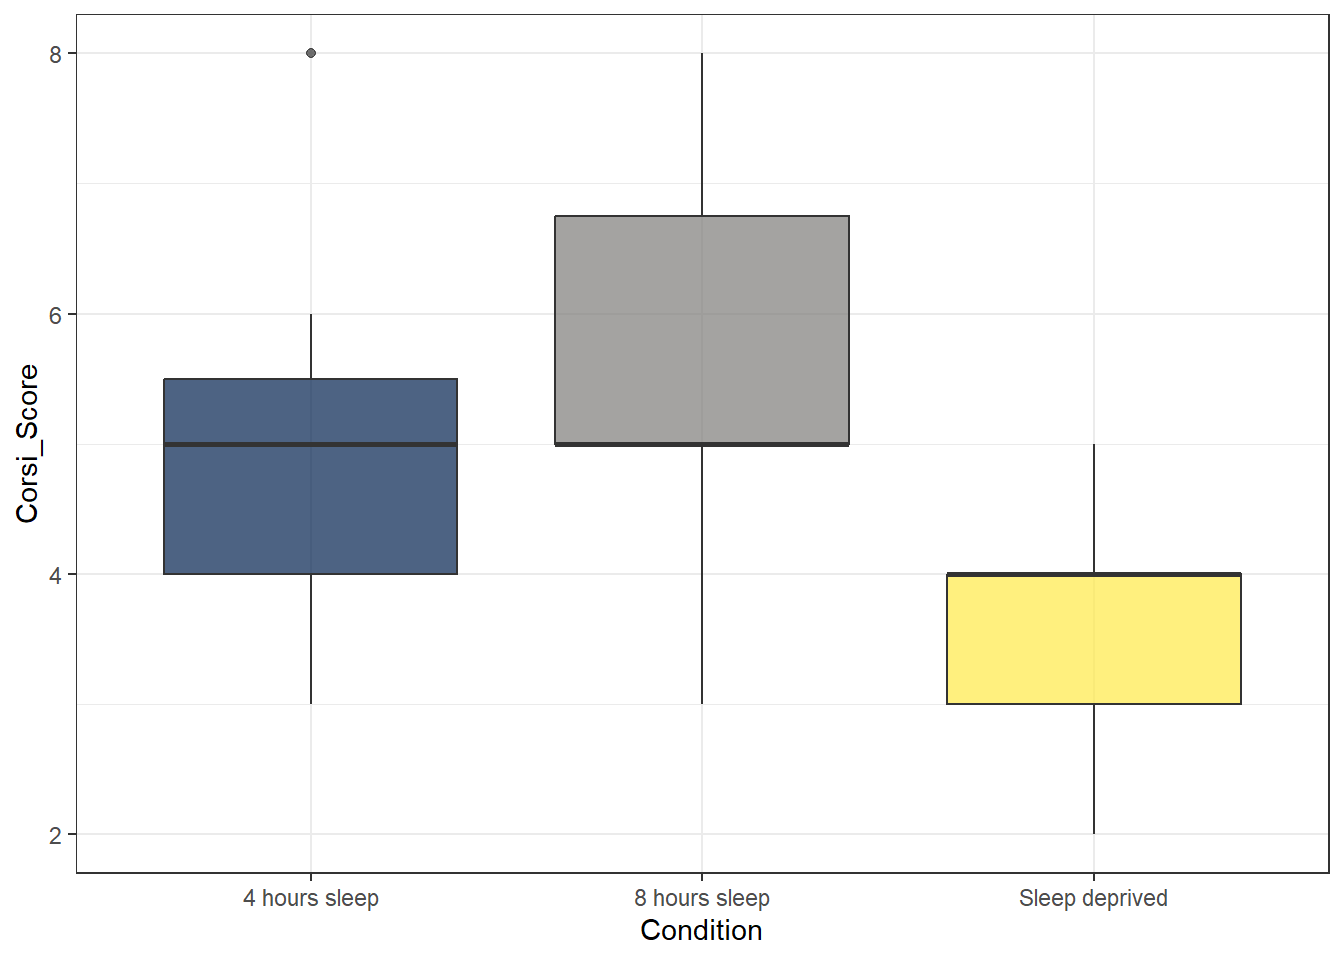 8
6
4
2
Corsi_Score
4 hours sleep
8 hours sleep
Sleep deprived
Condition